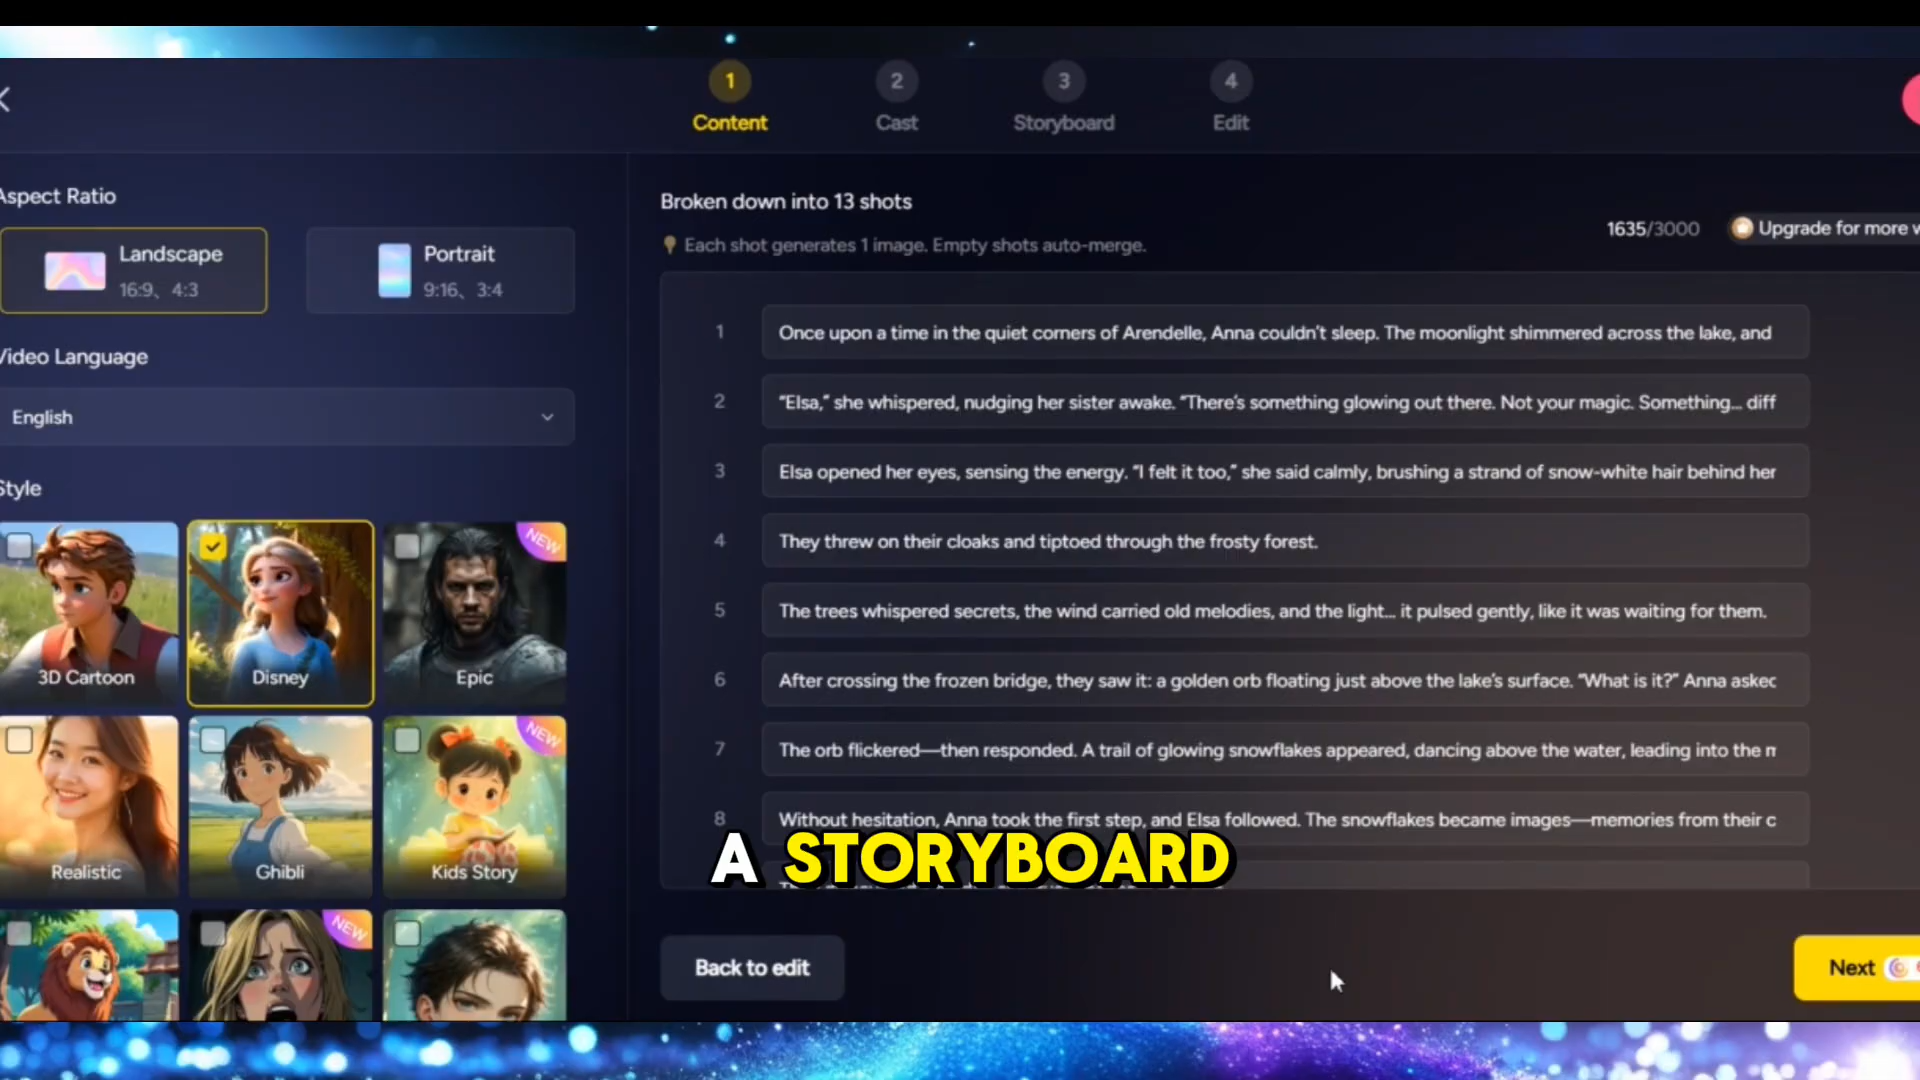 1
Content
2
Cast
3
Storyboard
4
Edit
Aspect Ratio
Landscape
16:9、4:3
Portrait
9:16、3:4
Video Language
English
Style
3D Cartoon
Disney
NEW
Epic
Realistic
Ghibli
NEW
Kids Story
NEW
Broken down into 13 shots
Each shot generates 1 image. Empty shots auto-merge.
1635/3000
Upgrade for more w
1 Once upon a time in the quiet corners of Arendelle, Anna couldn't sleep. The moonlight shimmered across the lake, and
2 "Elsa," she whispered, nudging her sister awake. "There's something glowing out there. Not your magic. Something... diff
3 Elsa opened her eyes, sensing the energy. "I felt it too," she said calmly, brushing a strand of snow-white hair behind her
4 They threw on their cloaks and tiptoed through the frosty forest.
5 The trees whispered secrets, the wind carried old melodies, and the light... it pulsed gently, like it was waiting for them.
6 After crossing the frozen bridge, they saw it: a golden orb floating just above the lake's surface. "What is it?" Anna asked
7 The orb flickered—then responded. A trail of glowing snowflakes appeared, dancing above the water, leading into the m
8 Without hesitation, Anna took the first step, and Elsa followed. The snowflakes became images—memories from their c
A STORYBOARD
Back to edit
Next